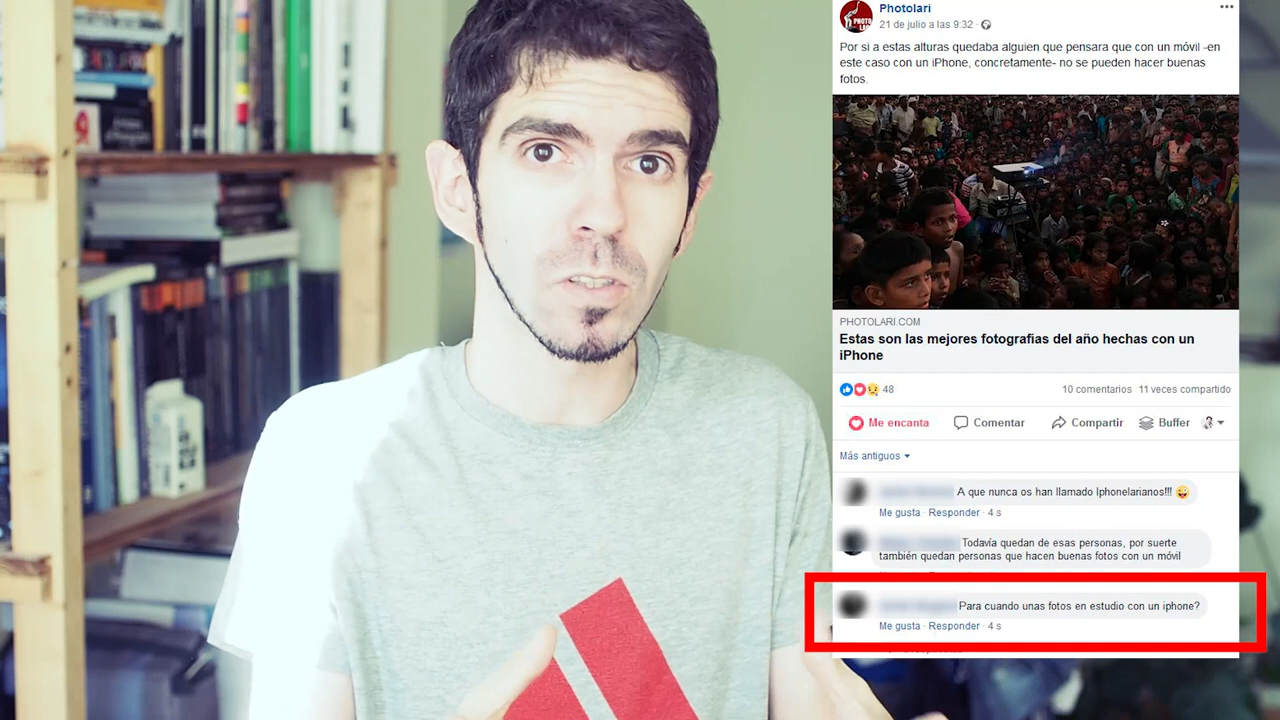 Photolari
21 de julio a las 9:32
Por si a estas alturas quedaba alguien que pensara que con un móvil -en
este caso con un iPhone, concretamente- no se pueden hacer buenas
fotos.
PHOTOLARI.COM
Estas son las mejores fotografias del año hechas con un
iPhone
48
10 comentarios 11 veces compartido
Me encanta Comentar Compartir Buffer
Más antiguos
A que nunca os han llamado Iphonelarianos!!!
Me gusta · Responder · 4 s
Todavía quedan de esas personas, por suerte
también quedan personas que hacen buenas fotos con un móvil
Para cuando unas fotos en estudio con un iphone?
Me gusta · Responder · 4 s